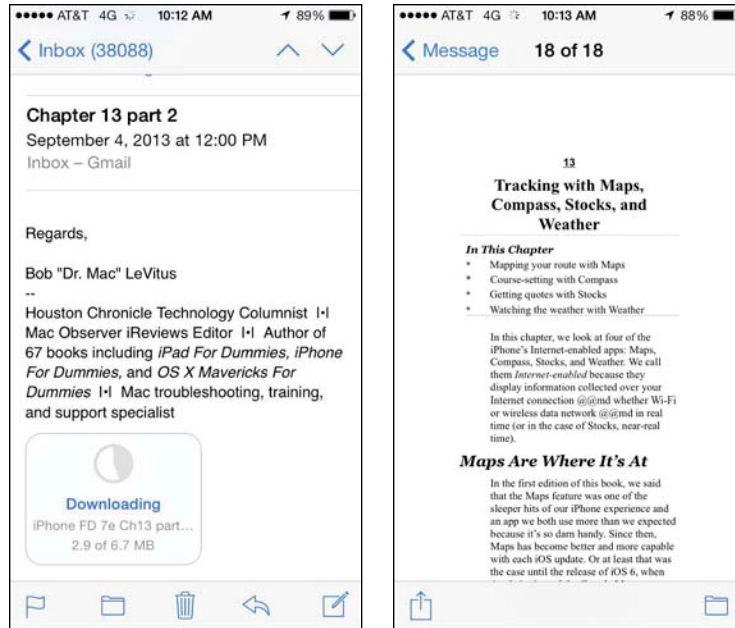 AT&T 4G 10:12 AM 89%
Inbox (38088)
Chapter 13 part 2
September 4, 2013 at 12:00 PM
Inbox – Gmail
Regards,
Bob "Dr. Mac" LeVitus
--
Houston Chronicle Technology Columnist I•I
Mac Observer iReviews Editor I•I Author of
67 books including iPad For Dummies, iPhone
For Dummies, and OS X Mavericks For
Dummies I•I Mac troubleshooting, training,
and support specialist
Downloading
iPhone FD 7e Ch13 part...
2.9 of 6.7 MB
AT&T 4G 10:13 AM 88%
Message 18 of 18
13
Tracking with Maps,
Compass, Stocks, and
Weather
In This Chapter
* Mapping your route with Maps
* Course-setting with Compass
* Getting quotes with Stocks
* Watching the weather with Weather
In this chapter, we look at four of the
iPhone's Internet-enabled apps: Maps,
Compass, Stocks, and Weather. We call
them Internet-enabled because they
display information collected over your
Internet connection @@md whether Wi-Fi
or wireless data network @@md in real
time (or in the case of Stocks, near-real
time).
Maps Are Where It's At
In the first edition of this book, we said
that the Maps feature was one of the
sleeper hits of our iPhone experience and
an app we both use more than we expected
because it's so darn handy. Since then,
Maps has become better and more capable
with each iOS update. Or at least that was
the case until the release of iOS 6, when